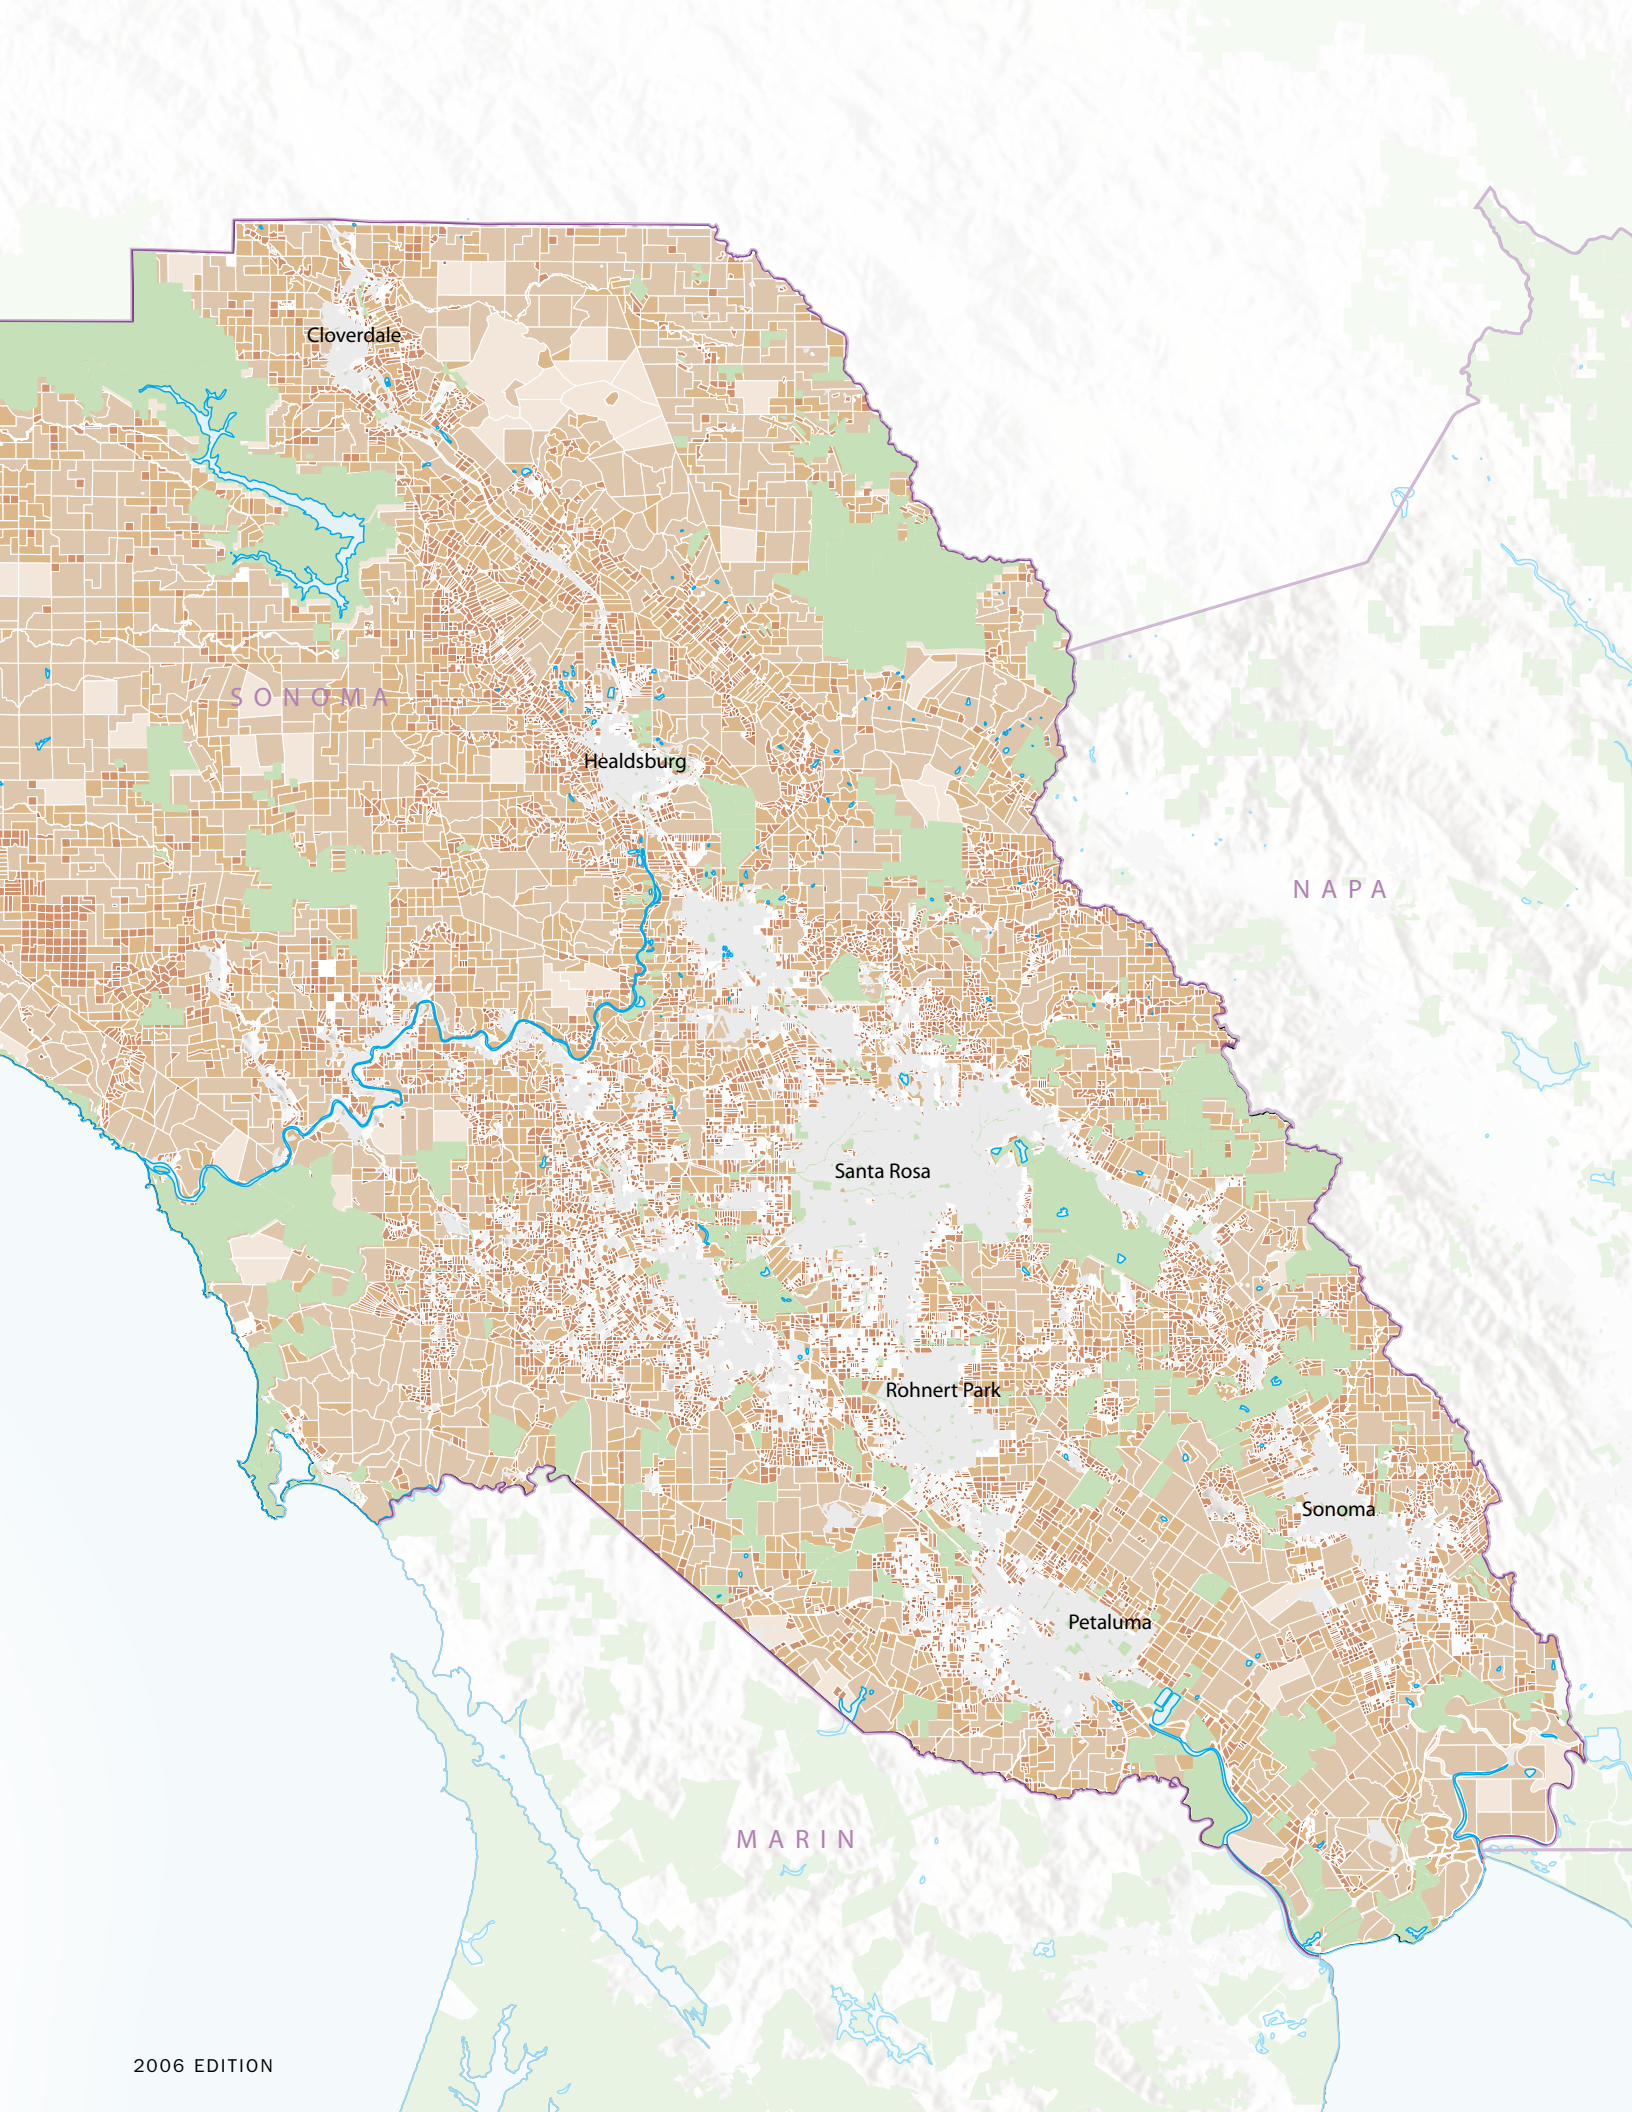 Cloverdale
SONOMA
Healdsburg
NAPA
Santa Rosa
Rohnert Park
Sonoma
Petaluma
MARIN
2006 EDITION